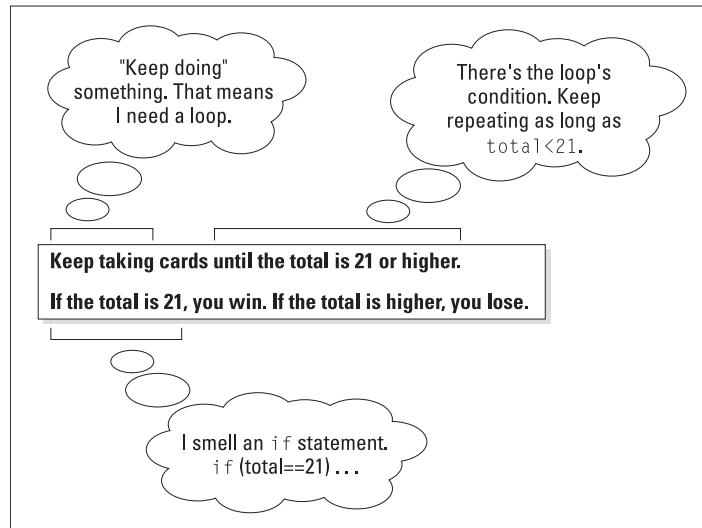 "Keep doing"
something. That means
I need a loop.
There's the loop's
condition. Keep
repeating as long as
total<21.
Keep taking cards until the total is 21 or higher.
If the total is 21, you win. If the total is higher, you lose.
I smell an if statement.
if (total==21) ...